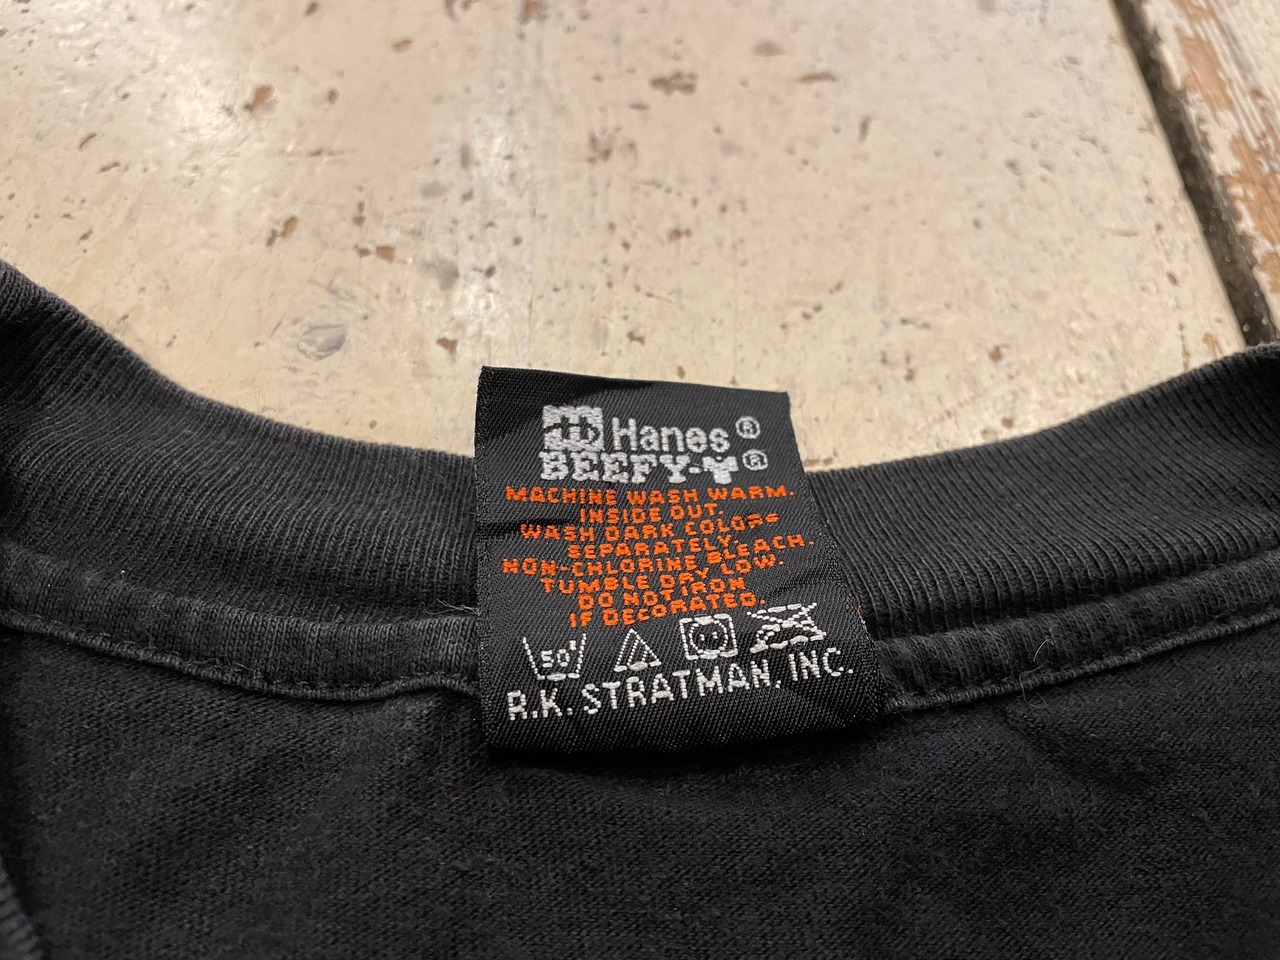 Hanes®
BEEFY-T®
MACHINE WASH WARM.
INSIDE OUT.
WASH DARK COLORS
SEPARATELY.
NON-CHLORINE BLEACH.
TUMBLE DRY LOW.
DO NOT IRON
IF DECORATED.
50°
R.K. STRATMAN, INC.